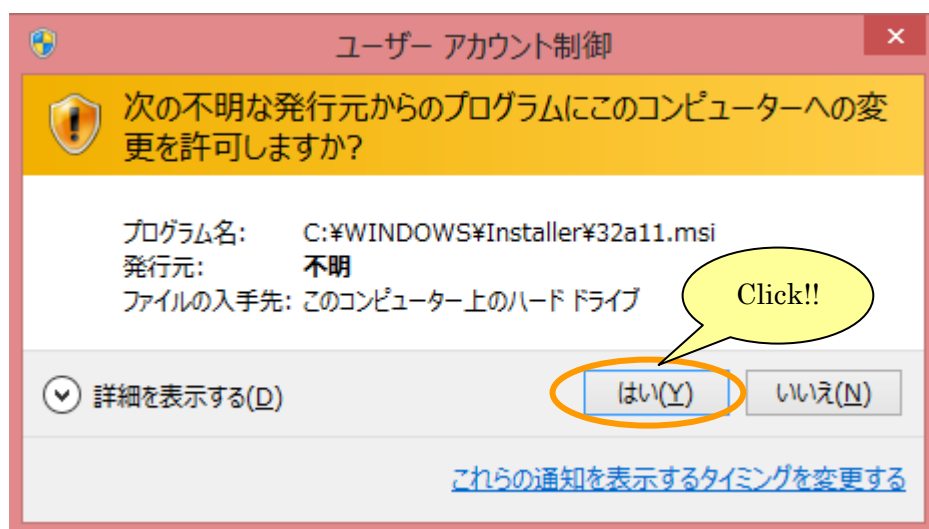 ユーザー アカウント制御
次の不明な発行元からのプログラムにこのコンピューターへの変
更を許可しますか?
プログラム名: C:¥WINDOWS¥Installer¥32a11.msi
発行元: 不明
ファイルの入手先: このコンピューター上のハード ドライブ
Click!!
詳細を表示する(D)
はい(Y)
いいえ(N)
これらの通知を表示するタイミングを変更する